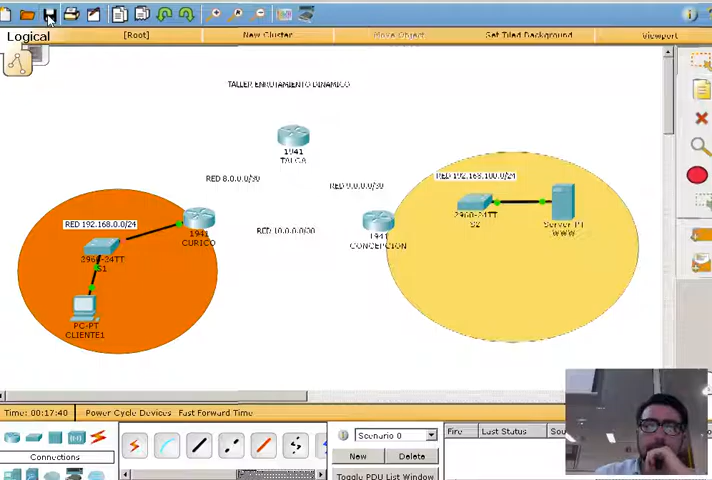 Logical
[Root]
New Cluster
Move Object
Set Tiled Background
Viewport
TALLER ENRUTAMIENTO DINAMICO
1941
TALCA
RED 8.0.0.0/30
RED 9.0.0.0/30
RED 192.168.100.0/24
2960-24TT
S2
Server-PT
WWW
RED 192.168.0.0/24
1941
CURICO
RED 10.0.0.0/30
1941
CONCEPCION
2960-24TT
S1
PC-PT
CLIENTE1
Time: 00:17:40
Power Cycle Devices Fast Forward Time
Scenario 0
Fire
Last Status
Sou
New
Delete
Connections
Toggle PDU List Window